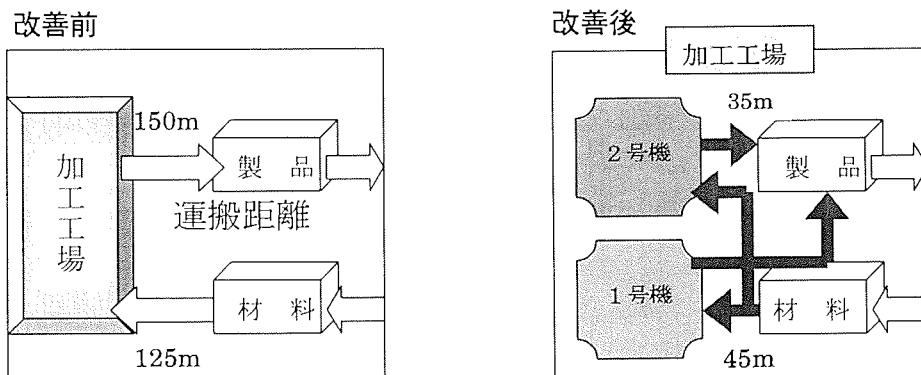 改善前
150m
加工工場
製 品
運搬距離
材 料
125m
改善後
加工工場
35m
2号機
製 品
1号機
材 料
45m